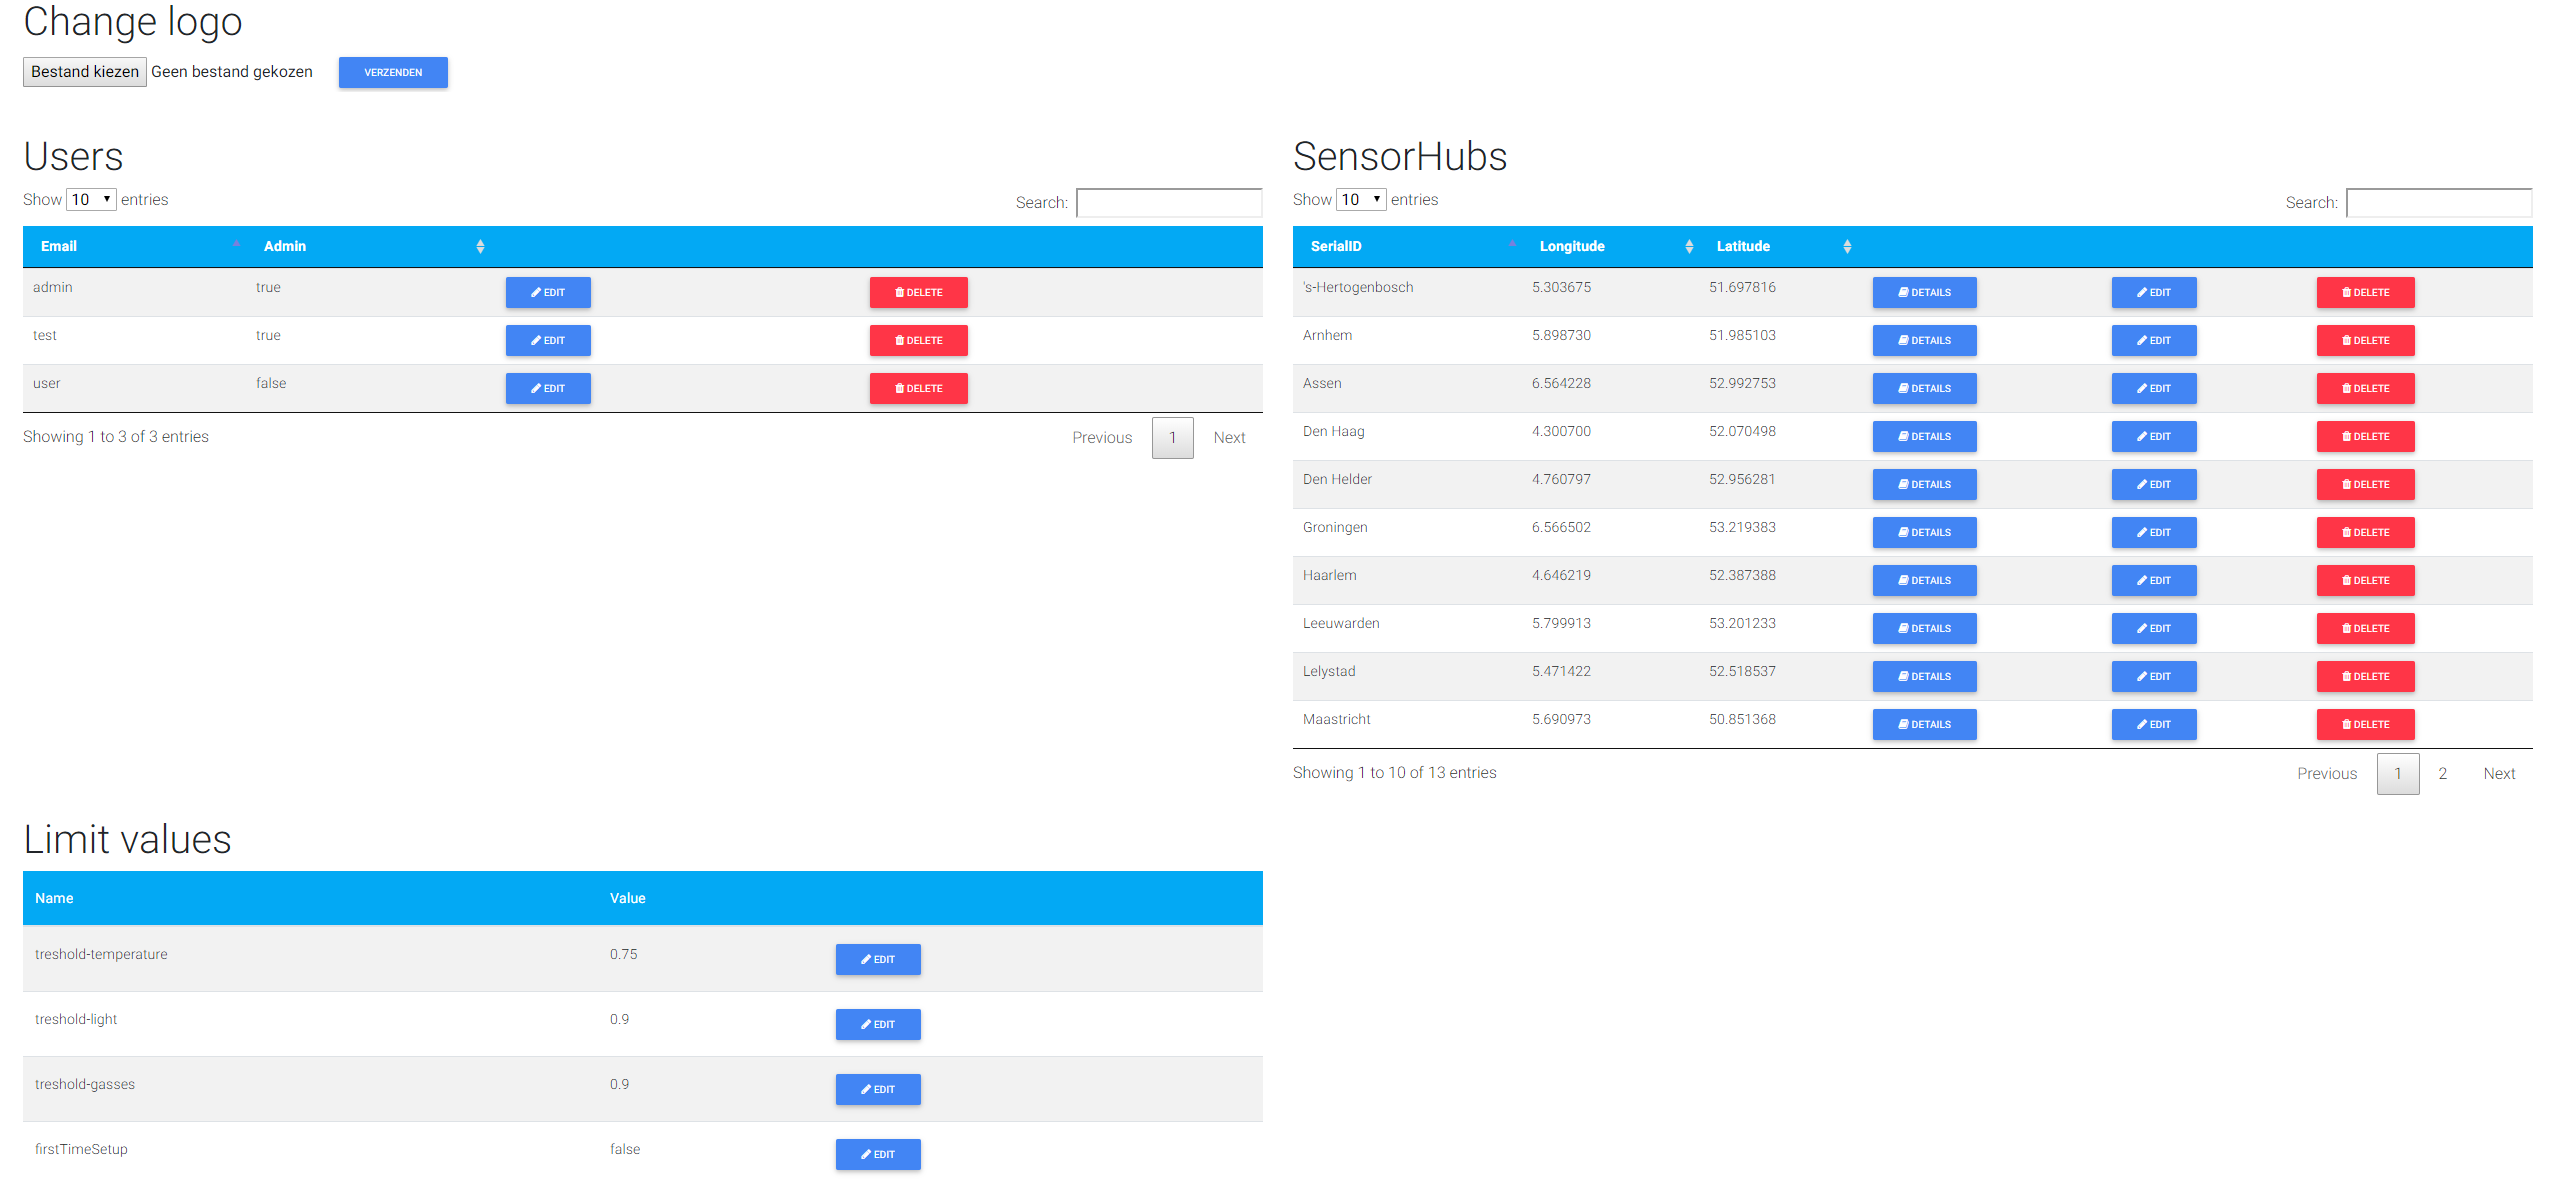 Change logo
Bestand kiezen Geen bestand gekozen VERZENDEN
Users
Show 10 entries Search:
Email Admin
admin true EDIT DELETE
test true EDIT DELETE
user false EDIT DELETE
Showing 1 to 3 of 3 entries Previous 1 Next
SensorHubs
Show 10 entries Search:
SerialID Longitude Latitude
's-Hertogenbosch 5.303675 51.697816 DETAILS EDIT DELETE
Arnhem 5.898730 51.985103 DETAILS EDIT DELETE
Assen 6.564228 52.992753 DETAILS EDIT DELETE
Den Haag 4.300700 52.070498 DETAILS EDIT DELETE
Den Helder 4.760797 52.956281 DETAILS EDIT DELETE
Groningen 6.566502 53.219383 DETAILS EDIT DELETE
Haarlem 4.646219 52.387388 DETAILS EDIT DELETE
Leeuwarden 5.799913 53.201233 DETAILS EDIT DELETE
Lelystad 5.471422 52.518537 DETAILS EDIT DELETE
Maastricht 5.690973 50.851368 DETAILS EDIT DELETE
Showing 1 to 10 of 13 entries Previous 1 2 Next
Limit values
Name Value
treshold-temperature 0.75 EDIT
treshold-light 0.9 EDIT
treshold-gasses 0.9 EDIT
firstTimeSetup false EDIT